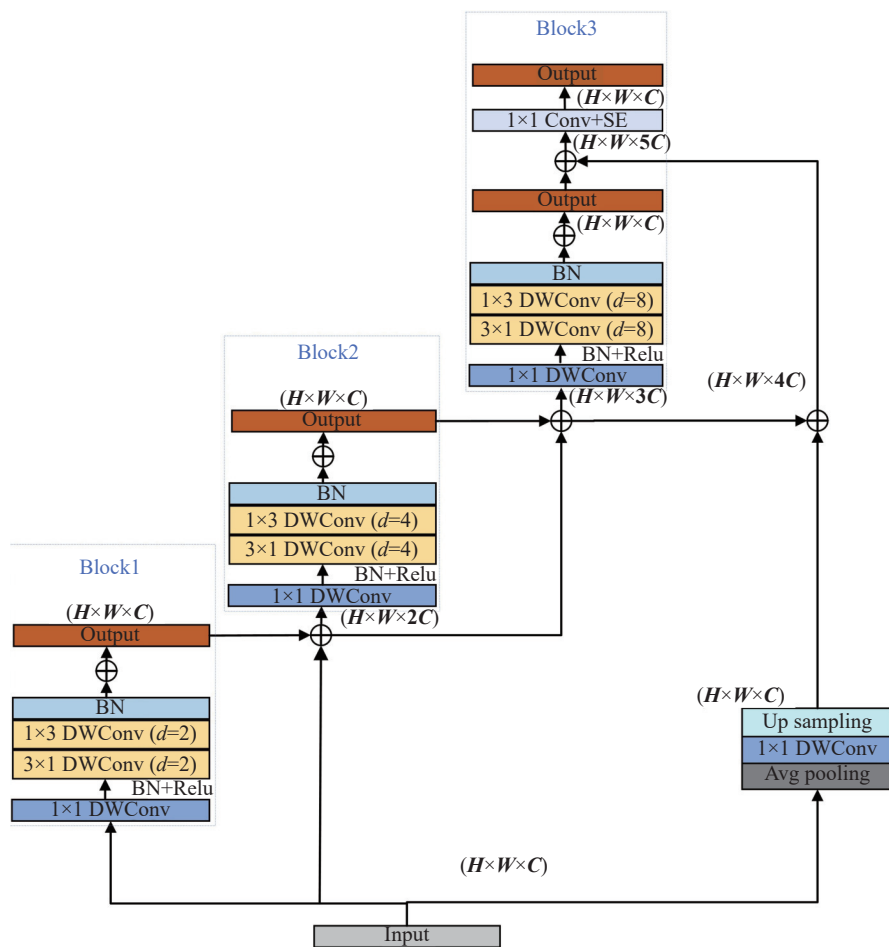 Block3
Output
(H×W×C)
1×1 Conv+SE
(H×W×5C)
Output
(H×W×C)
BN
1×3 DWConv (d=8)
3×1 DWConv (d=8)
BN+Relu
1×1 DWConv
(H×W×3C)
(H×W×4C)
Block2
(H×W×C)
Output
BN
1×3 DWConv (d=4)
3×1 DWConv (d=4)
BN+Relu
1×1 DWConv
(H×W×2C)
Block1
(H×W×C)
Output
BN
1×3 DWConv (d=2)
3×1 DWConv (d=2)
BN+Relu
1×1 DWConv
(H×W×C)
Up sampling
1×1 DWConv
Avg pooling
(H×W×C)
Input